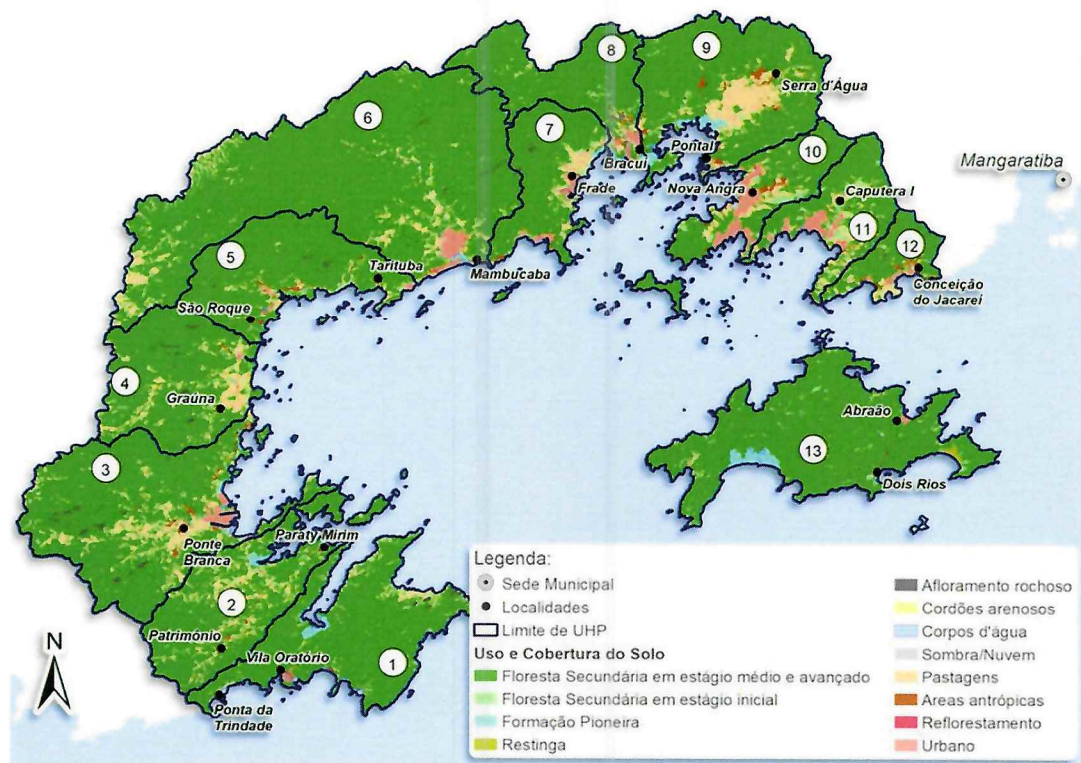 8
9
Serra d'Água
6
7
10
Bracuí
Pontal
Mangaratiba
Frade
Nova Angra
Caputera I
11
12
5
Tarituba
Mambucaba
Conceição
do Jacareí
São Roque
4
Graúna
Abraão
13
3
Dois Rios
Ponte
Branca
Paraty Mirim
2
Patrimônio
Vila Oratório
1
N
Ponta da
Trindade
Legenda:
Sede Municipal
Localidades
Limite de UHP
Uso e Cobertura do Solo
Floresta Secundária em estágio médio e avançado
Floresta Secundária em estágio inicial
Formação Pioneira
Restinga
Afloramento rochoso
Cordões arenosos
Corpos d'água
Sombra/Nuvem
Pastagens
Áreas antrópicas
Reflorestamento
Urbano